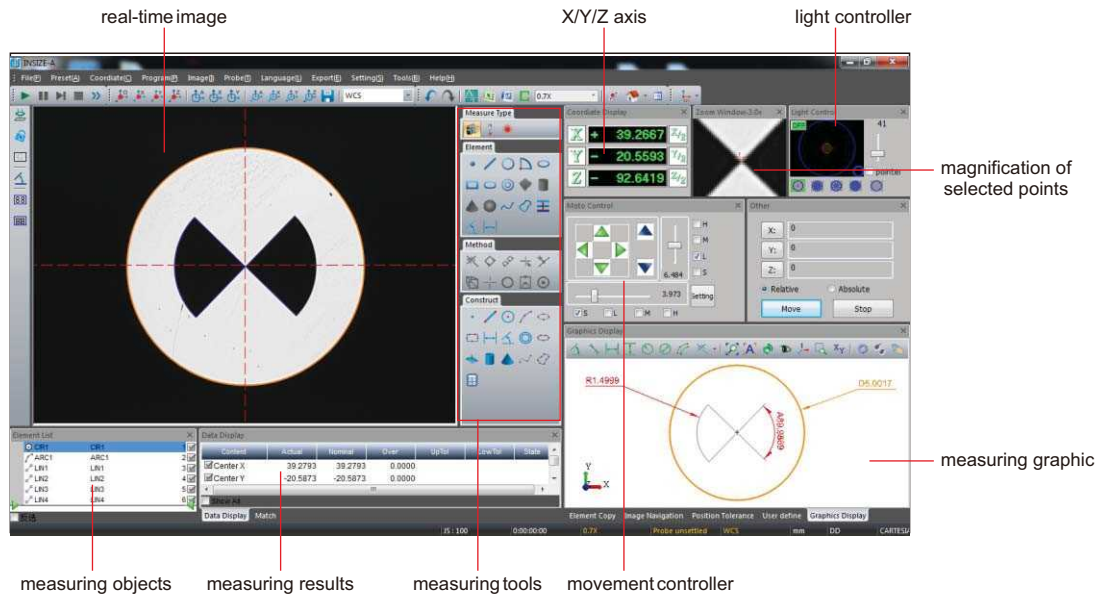 real-time image
X/Y/Z axis
light controller
INSIZE-A
File(F) Preset(A) Coordiate(C) Program(P) Image(I) Probe(T) Language(L) Export(E) Setting(S) Tools(B) Help(H)
WCS
0.7X
Measure Type
Element
Method
Construct
Coordiate Display
X + 39.2667
Y - 20.5593
Z - 92.6419
Light Control
OFF
41
pointer
magnification of
selected points
Moto Control
H
M
L
S
6.484
3.973
Setting
S L M H
Other
X: 0
Y: 0
Z: 0
Relative Absolute
Move Stop
Graphics Display
R1.4999
D5.0017
Y
X
measuring graphic
Element List
CIR1 CIR1 1
ARC1 ARC1 2
LIN1 LIN1 3
LIN2 LIN2 4
LIN3 LIN3 5
LIN4 LIN4 6
Data Display
Content Actual Nominal Over UpTol LowTol State
Center X 39.2793 39.2793 0.0000
Center Y -20.5873 -20.5873 0.0000
Show All
Data Display Match
Element Copy Image Navigation Position Tolerance User define Graphics Display
IS : 100 0:00:00:00 0.7X Probe unsettled WCS mm DD
measuring objects
measuring results
measuring tools
movement controller